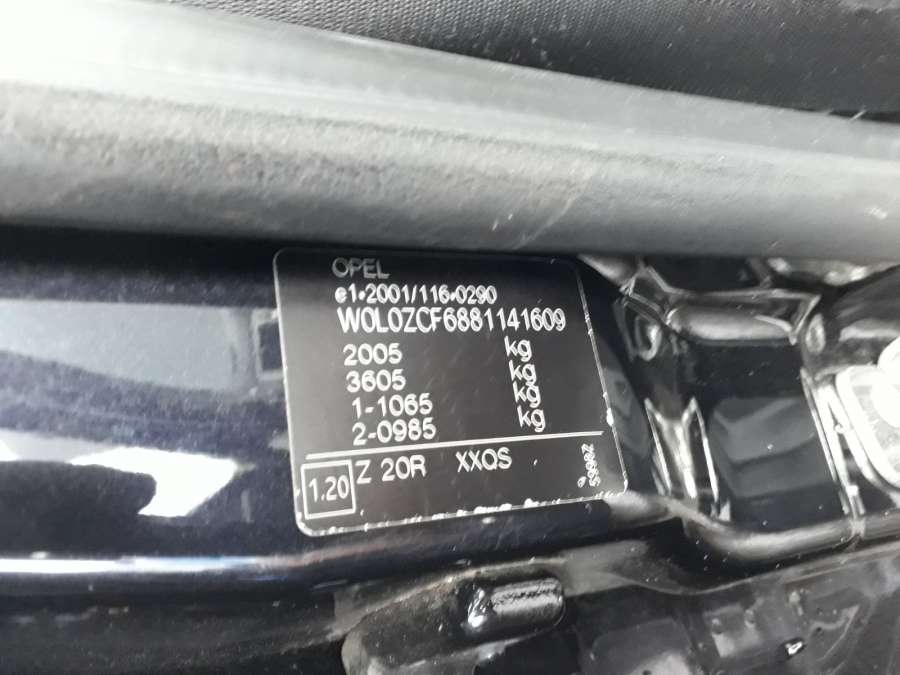 OPEL
e1*2001/116*0290
W0L0ZCF6881141609
2005 kg
3605 kg
1-1065 kg
2-0985 kg
1.20 Z 20R XXQS